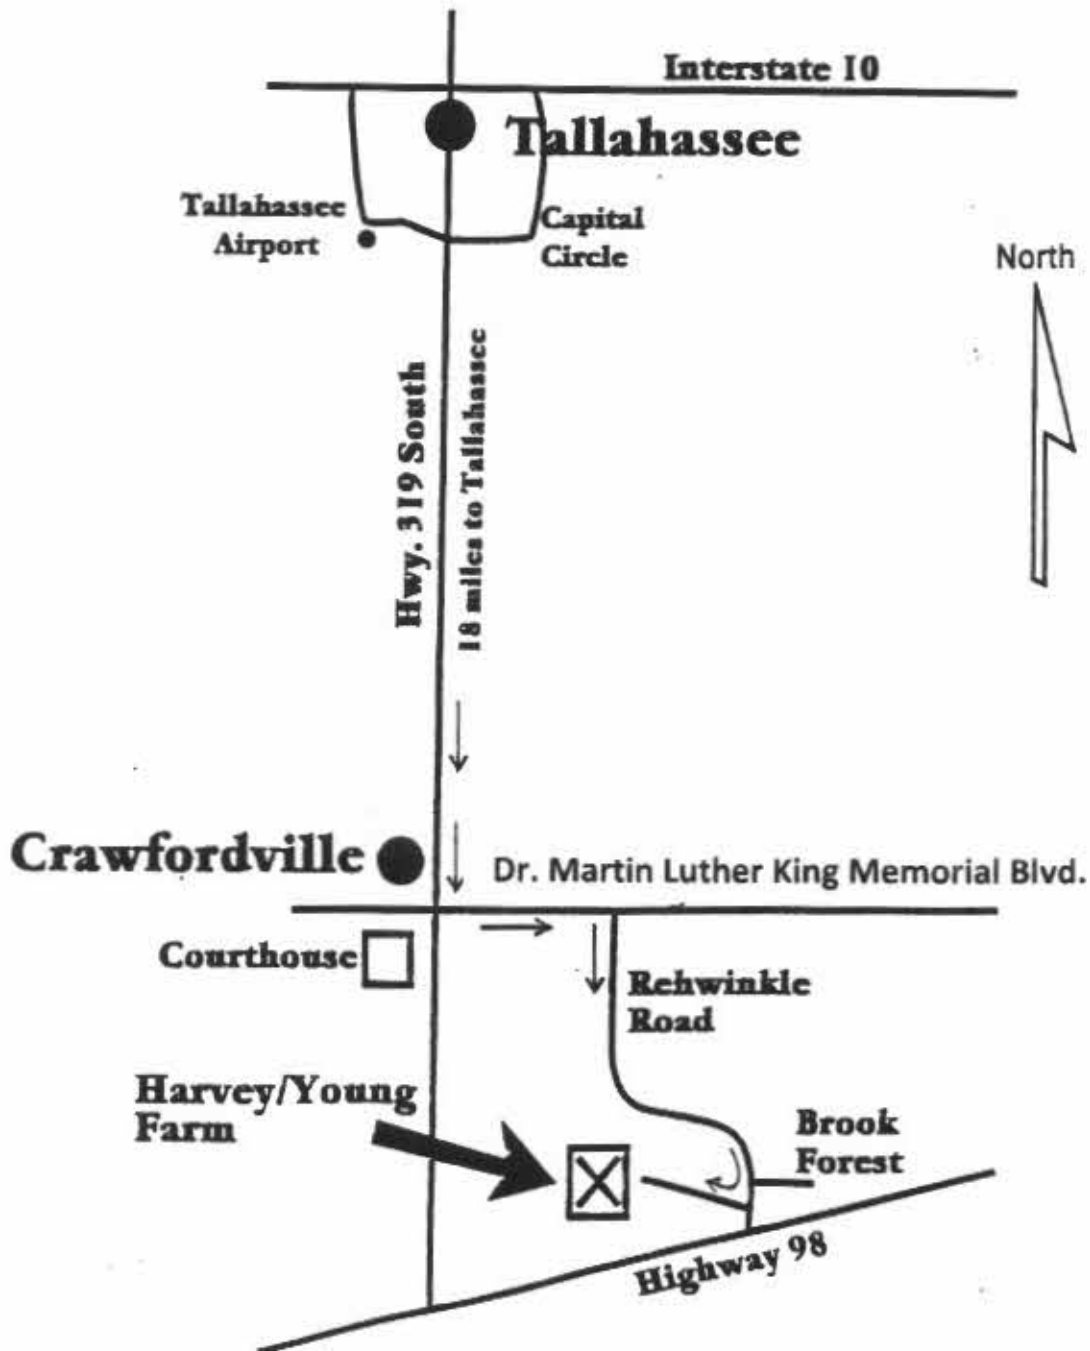 Interstate 10
Tallahassee
Tallahassee
Airport
Capital
Circle
North
Hwy. 319 South
18 miles to Tallahassee
Crawfordville
Dr. Martin Luther King Memorial Blvd.
Courthouse
Rehwinkle
Road
Harvey/Young
Farm
Brook
Forest
Highway 98